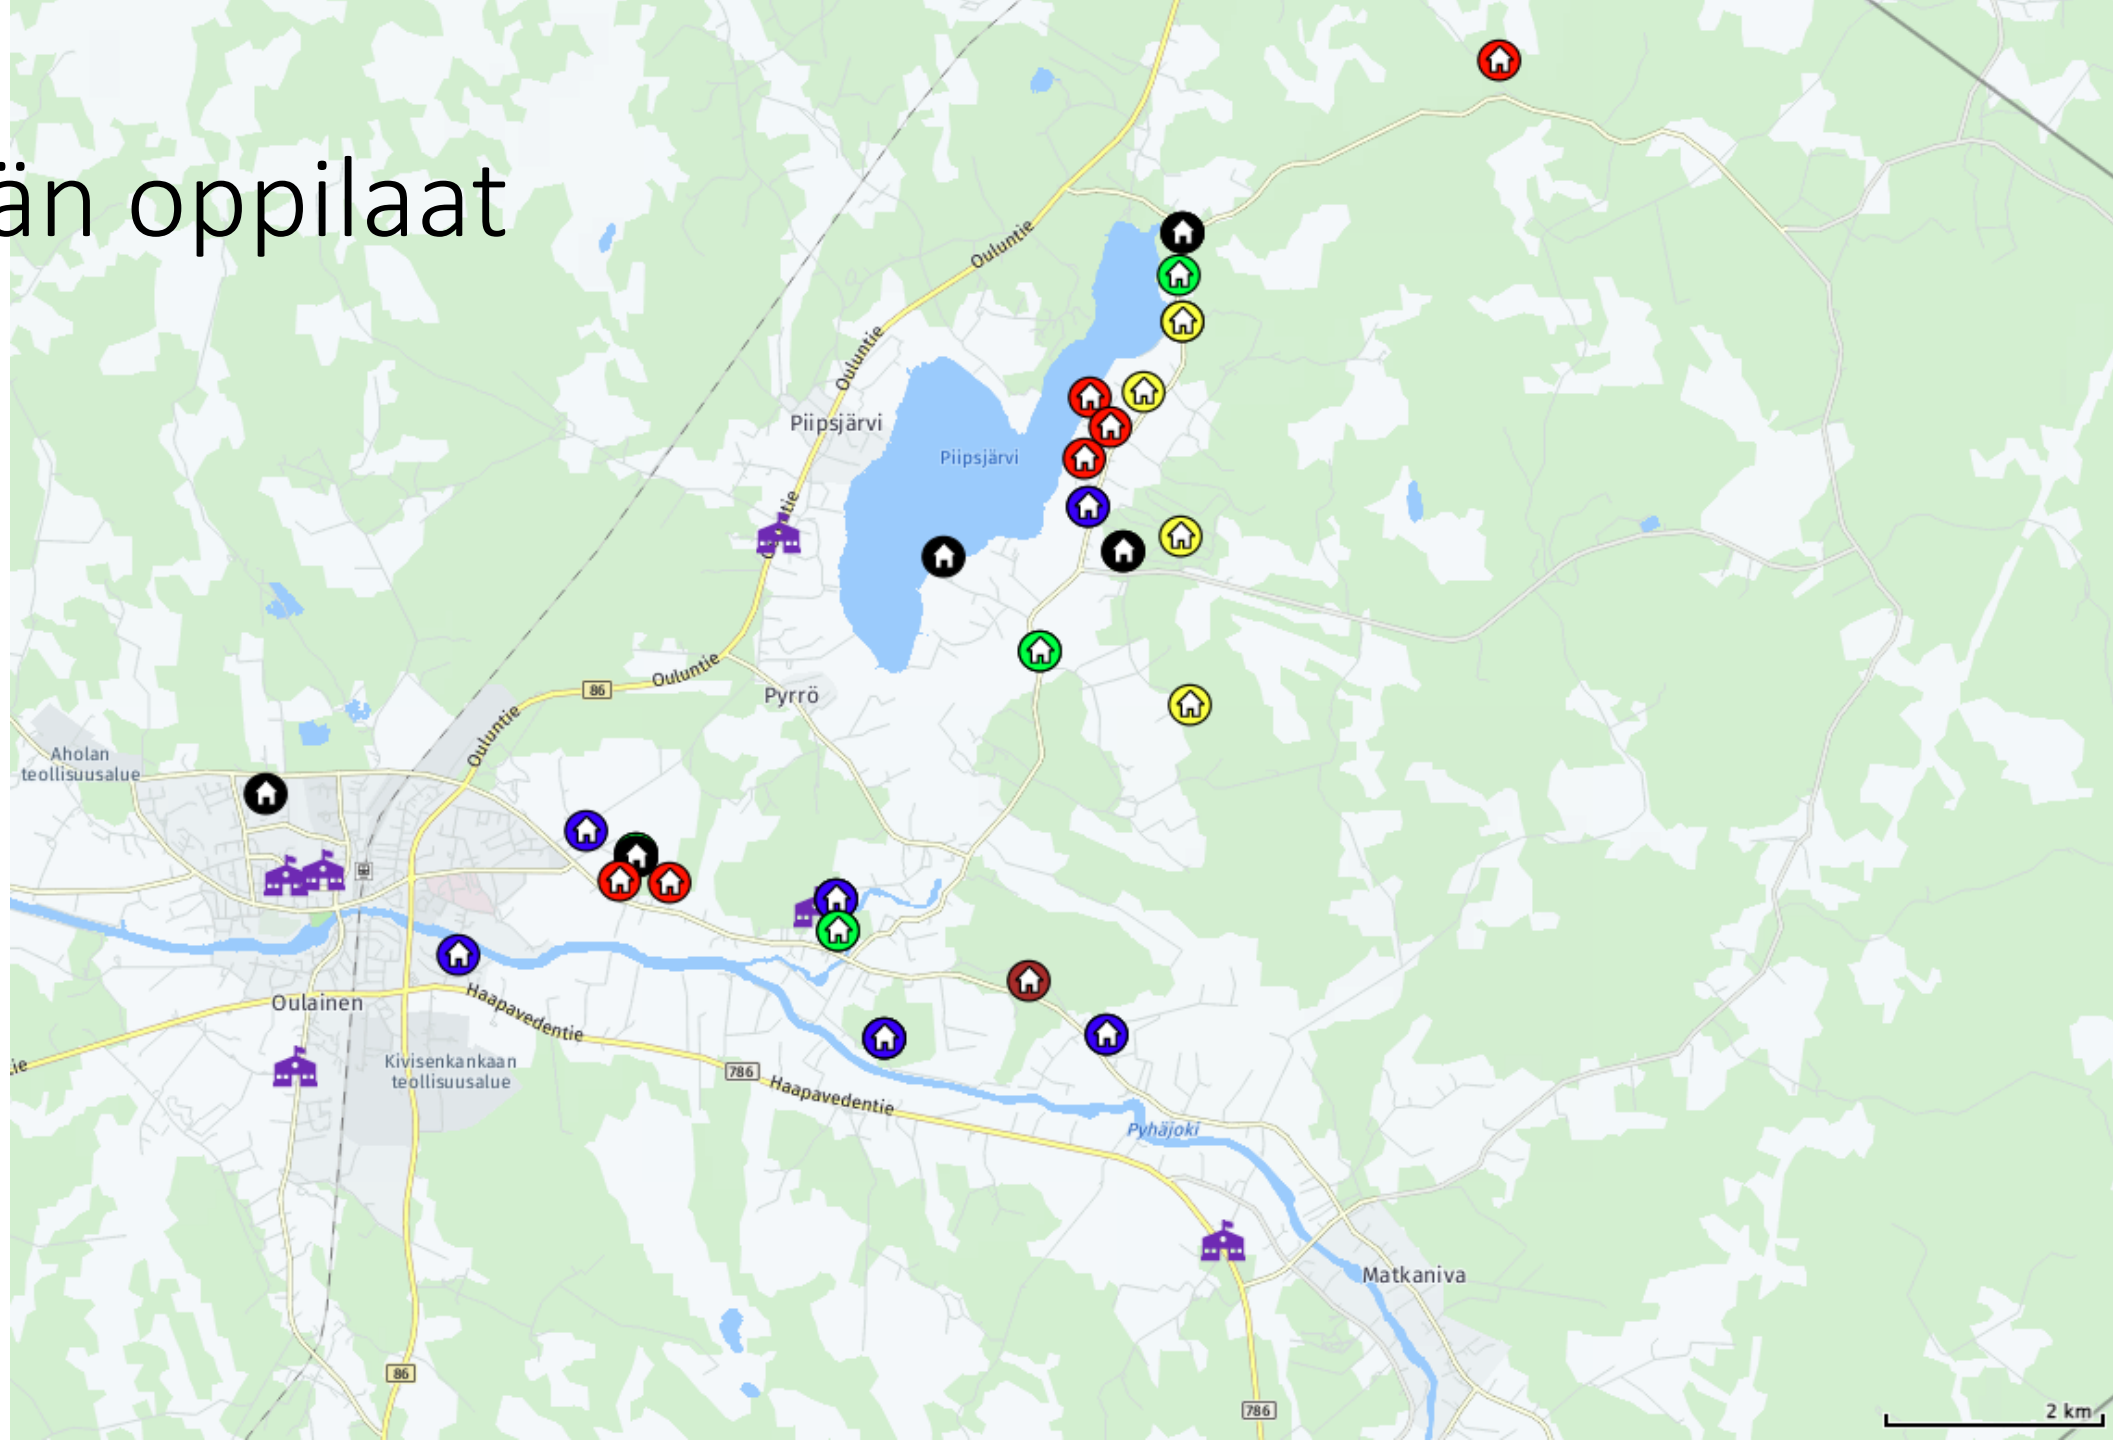 än oppilaat
Ouluntie
Ouluntie
Piipsjärvi
Piipsjärvi
tie
Ouluntie
86
Pyrrö
Ouluntie
Aholan
teollisuusalue
Haapavedentie
Oulainen
ie
Kivisenkankaan
teollisuusalue
786
Haapavedentie
Pyhäjoki
Matkaniva
86
786
2 km